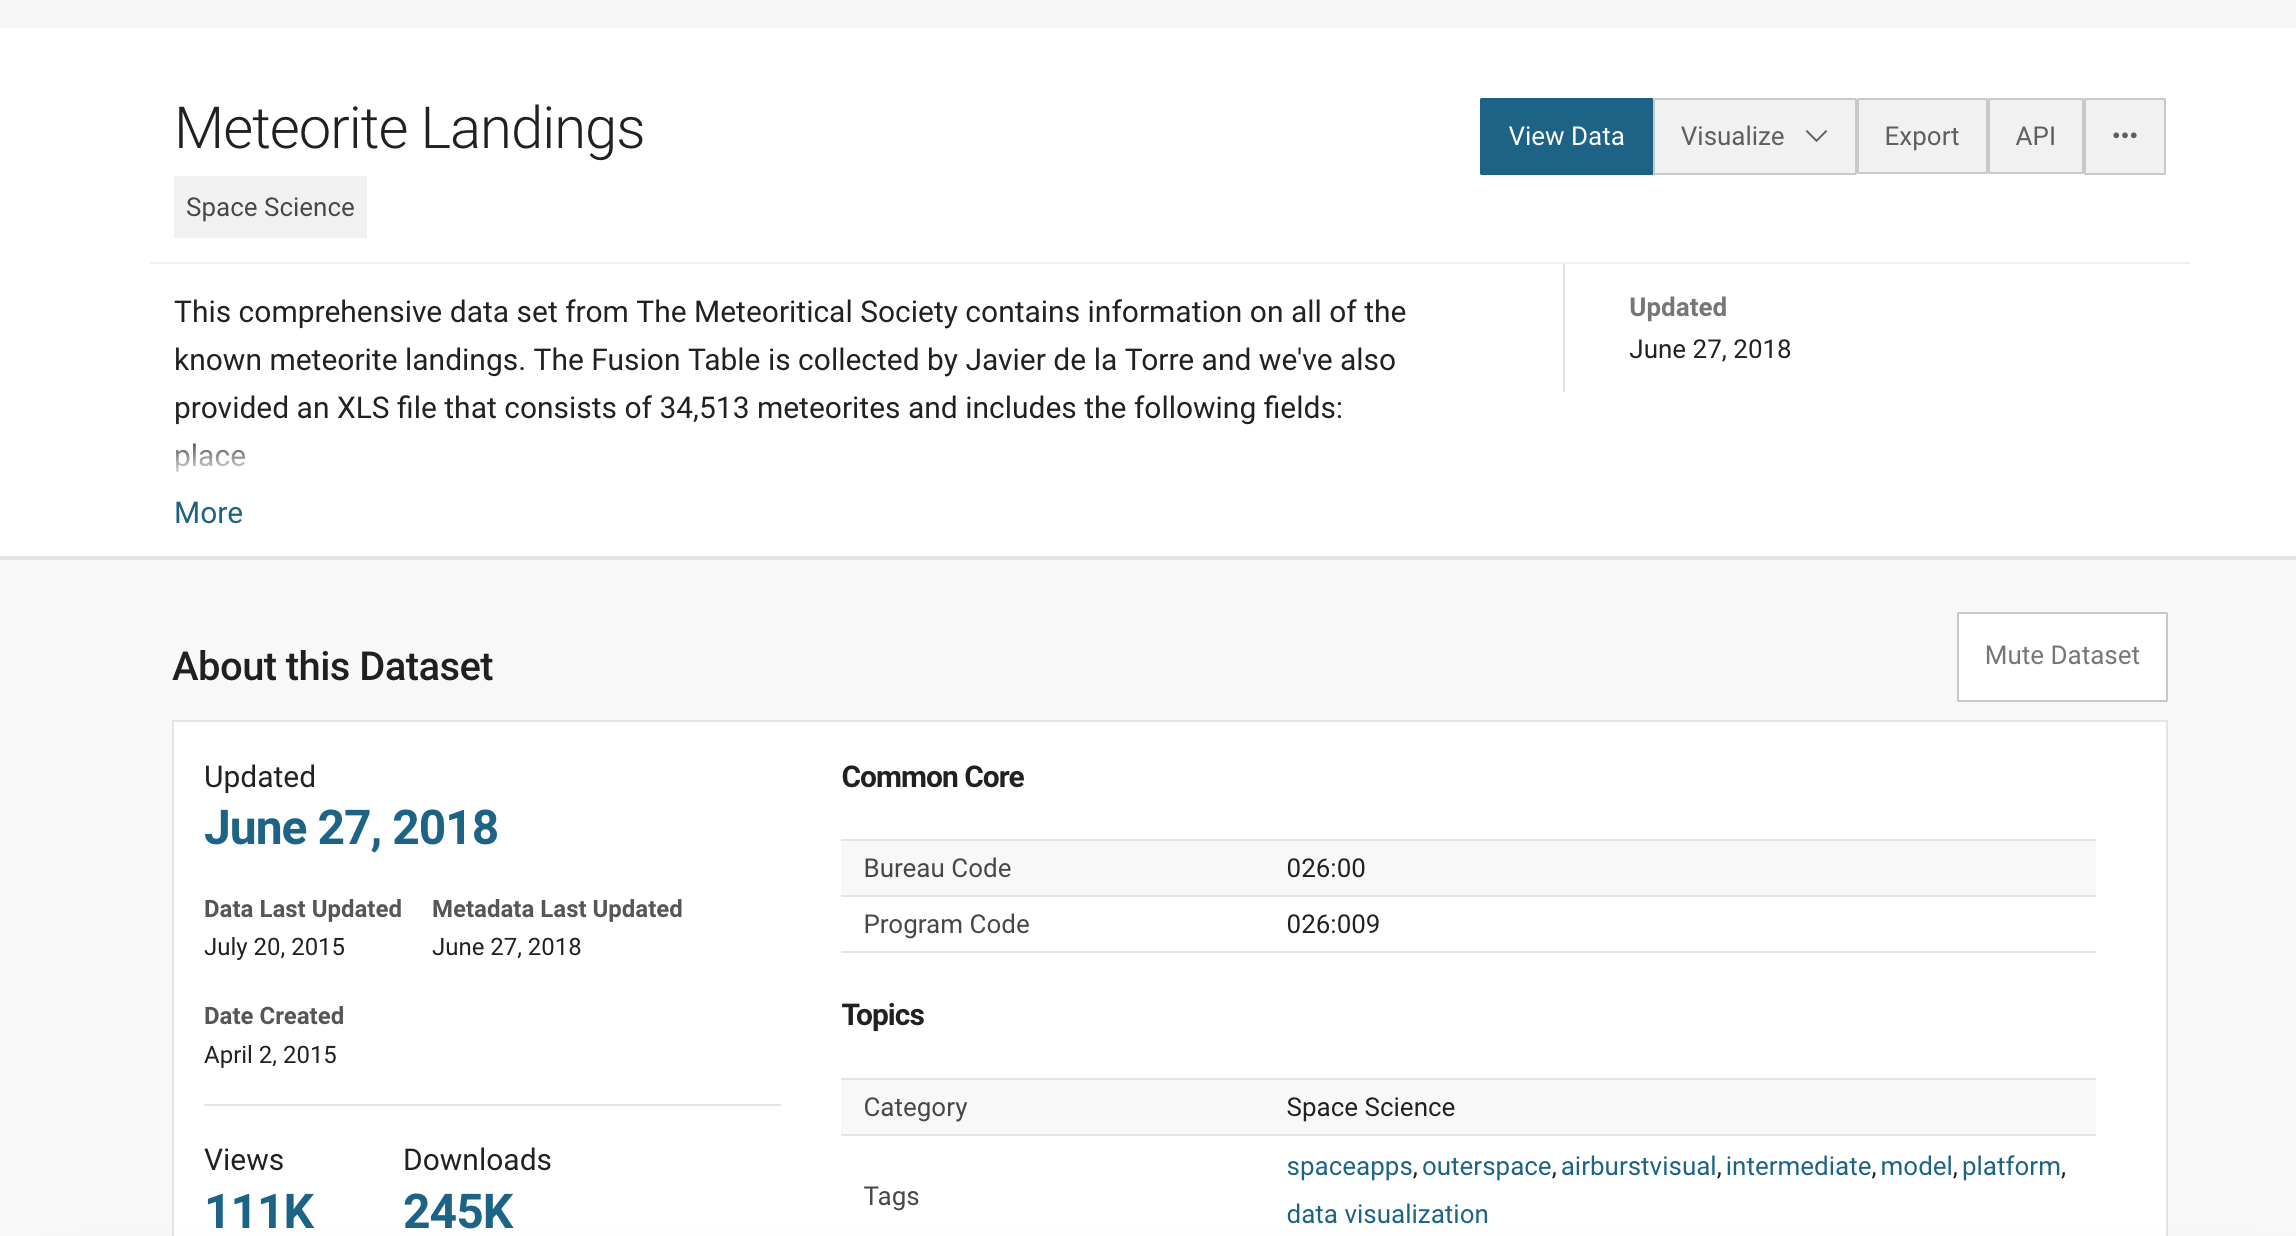 Meteorite Landings
View Data
Visualize
Export
API
•••
Space Science
This comprehensive data set from The Meteoritical Society contains information on all of the
known meteorite landings. The Fusion Table is collected by Javier de la Torre and we've also
provided an XLS file that consists of 34,513 meteorites and includes the following fields:
place
More
Updated
June 27, 2018
About this Dataset
Mute Dataset
Updated
June 27, 2018
Data Last Updated
July 20, 2015
Metadata Last Updated
June 27, 2018
Date Created
April 2, 2015
Views
111K
Downloads
245K
Common Core
Bureau Code 026:00
Program Code 026:009
Topics
Category Space Science
Tags
spaceapps, outerspace, airburstvisual, intermediate, model, platform,
data visualization